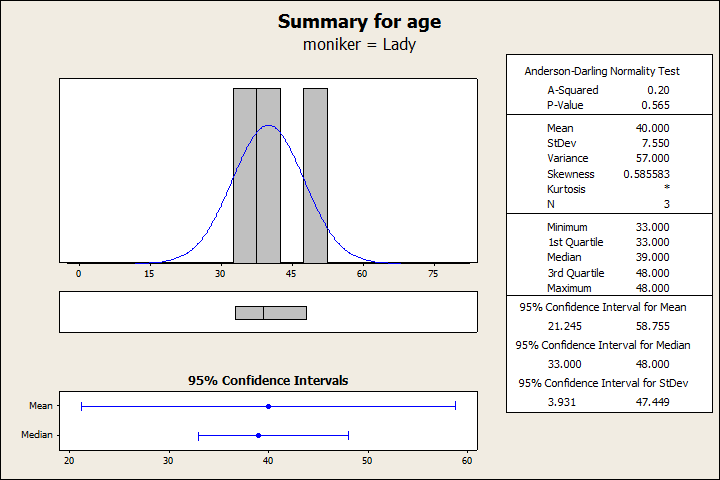 Summary for age
moniker = Lady
0 15 30 45 60 75
95% Confidence Intervals
Mean
Median
20 30 40 50 60
Anderson-Darling Normality Test
A-Squared 0.20
P-Value 0.565
Mean 40.000
StDev 7.550
Variance 57.000
Skewness 0.585583
Kurtosis *
N 3
Minimum 33.000
1st Quartile 33.000
Median 39.000
3rd Quartile 48.000
Maximum 48.000
95% Confidence Interval for Mean
21.245 58.755
95% Confidence Interval for Median
33.000 48.000
95% Confidence Interval for StDev
3.931 47.449